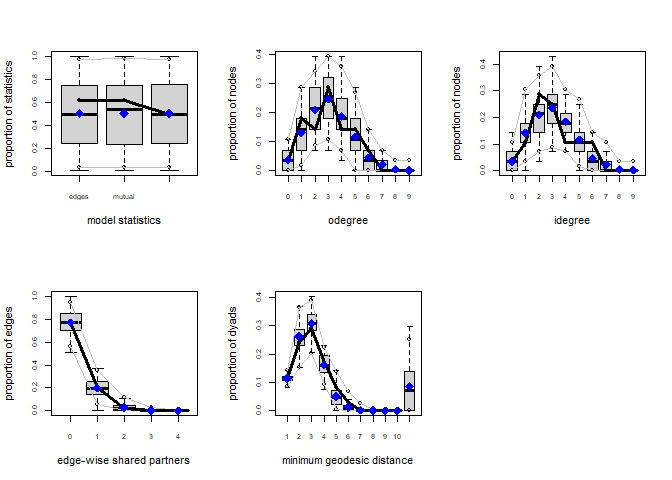 proportion of statistics
0.0 0.2 0.4 0.6 0.8 1.0
edges mutual
model statistics
proportion of nodes
0.0 0.1 0.2 0.3 0.4
0 1 2 3 4 5 6 7 8 9
odegree
proportion of nodes
0.0 0.1 0.2 0.3 0.4
0 1 2 3 4 5 6 7 8 9
idegree
proportion of edges
0.0 0.2 0.4 0.6 0.8 1.0
0 1 2 3 4
edge-wise shared partners
proportion of dyads
0.0 0.1 0.2 0.3 0.4
1 2 3 4 5 6 7 8 9 10
minimum geodesic distance